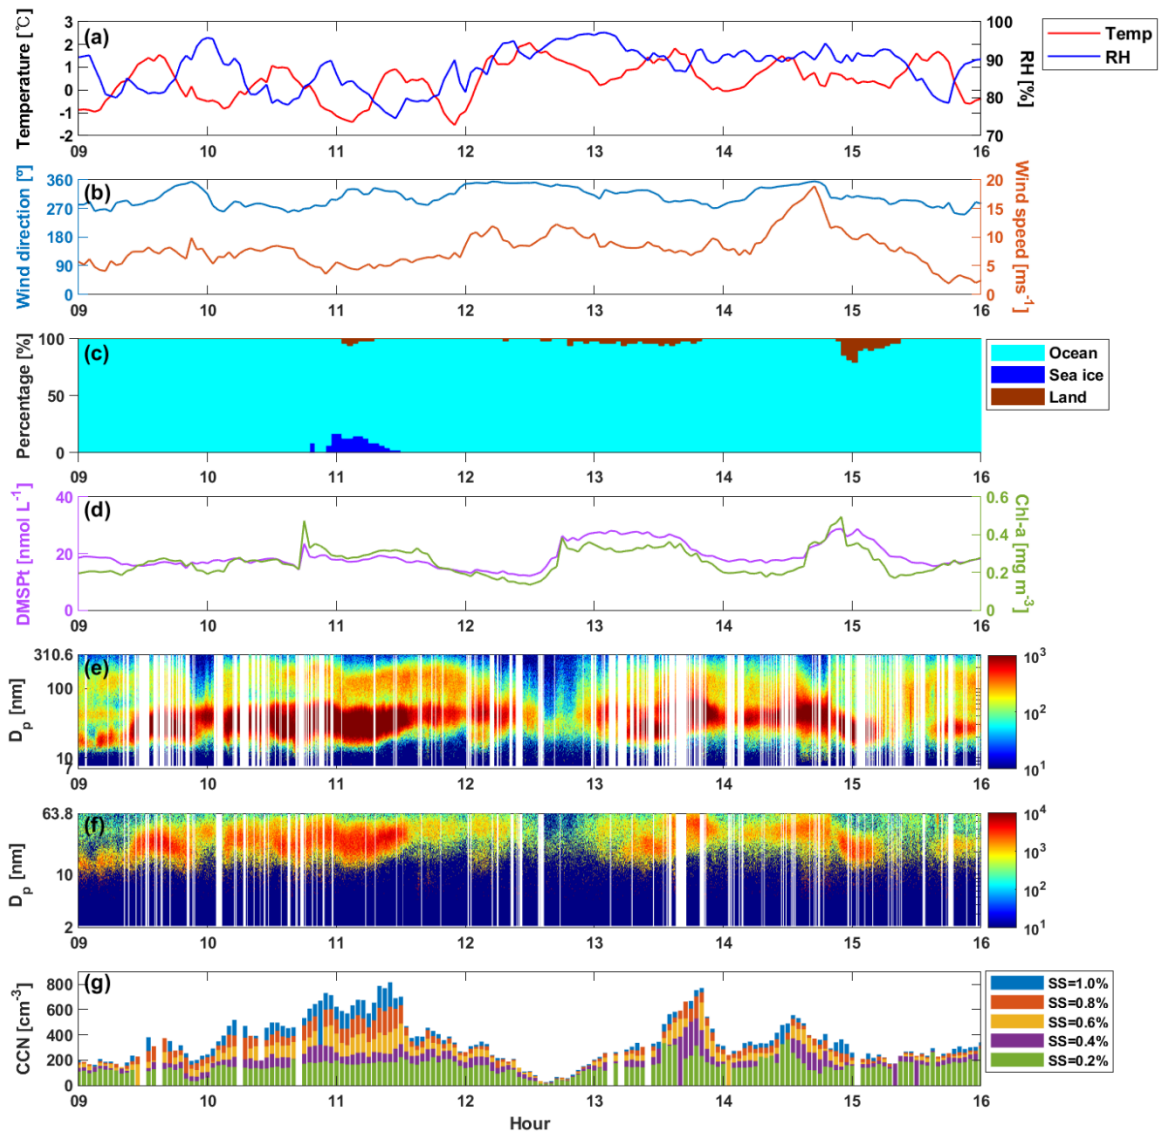 (a)
Temperature [℃]
3
2
1
0
-1
-2
100
90
80
70
RH [%]
09 10 11 12 13 14 15 16
Temp
RH
(b)
Wind direction [º]
360
270
180
90
0
20
15
10
5
0
Wind speed [ms⁻¹]
09 10 11 12 13 14 15 16
(c)
Percentage [%]
100
50
0
09 10 11 12 13 14 15 16
Ocean
Sea ice
Land
(d)
DMSPt [nmol L⁻¹]
40
20
0
0.6
0.4
0.2
0
Chl-a [mg m⁻³]
09 10 11 12 13 14 15 16
(e)
D_p [nm]
310.6
100
10
7
09 10 11 12 13 14 15 16
10³
10²
10¹
(f)
D_p [nm]
63.8
10
2
09 10 11 12 13 14 15 16
10⁴
10³
10²
10¹
(g)
CCN [cm⁻³]
800
600
400
200
0
09 10 11 12 13 14 15 16
Hour
SS=1.0%
SS=0.8%
SS=0.6%
SS=0.4%
SS=0.2%